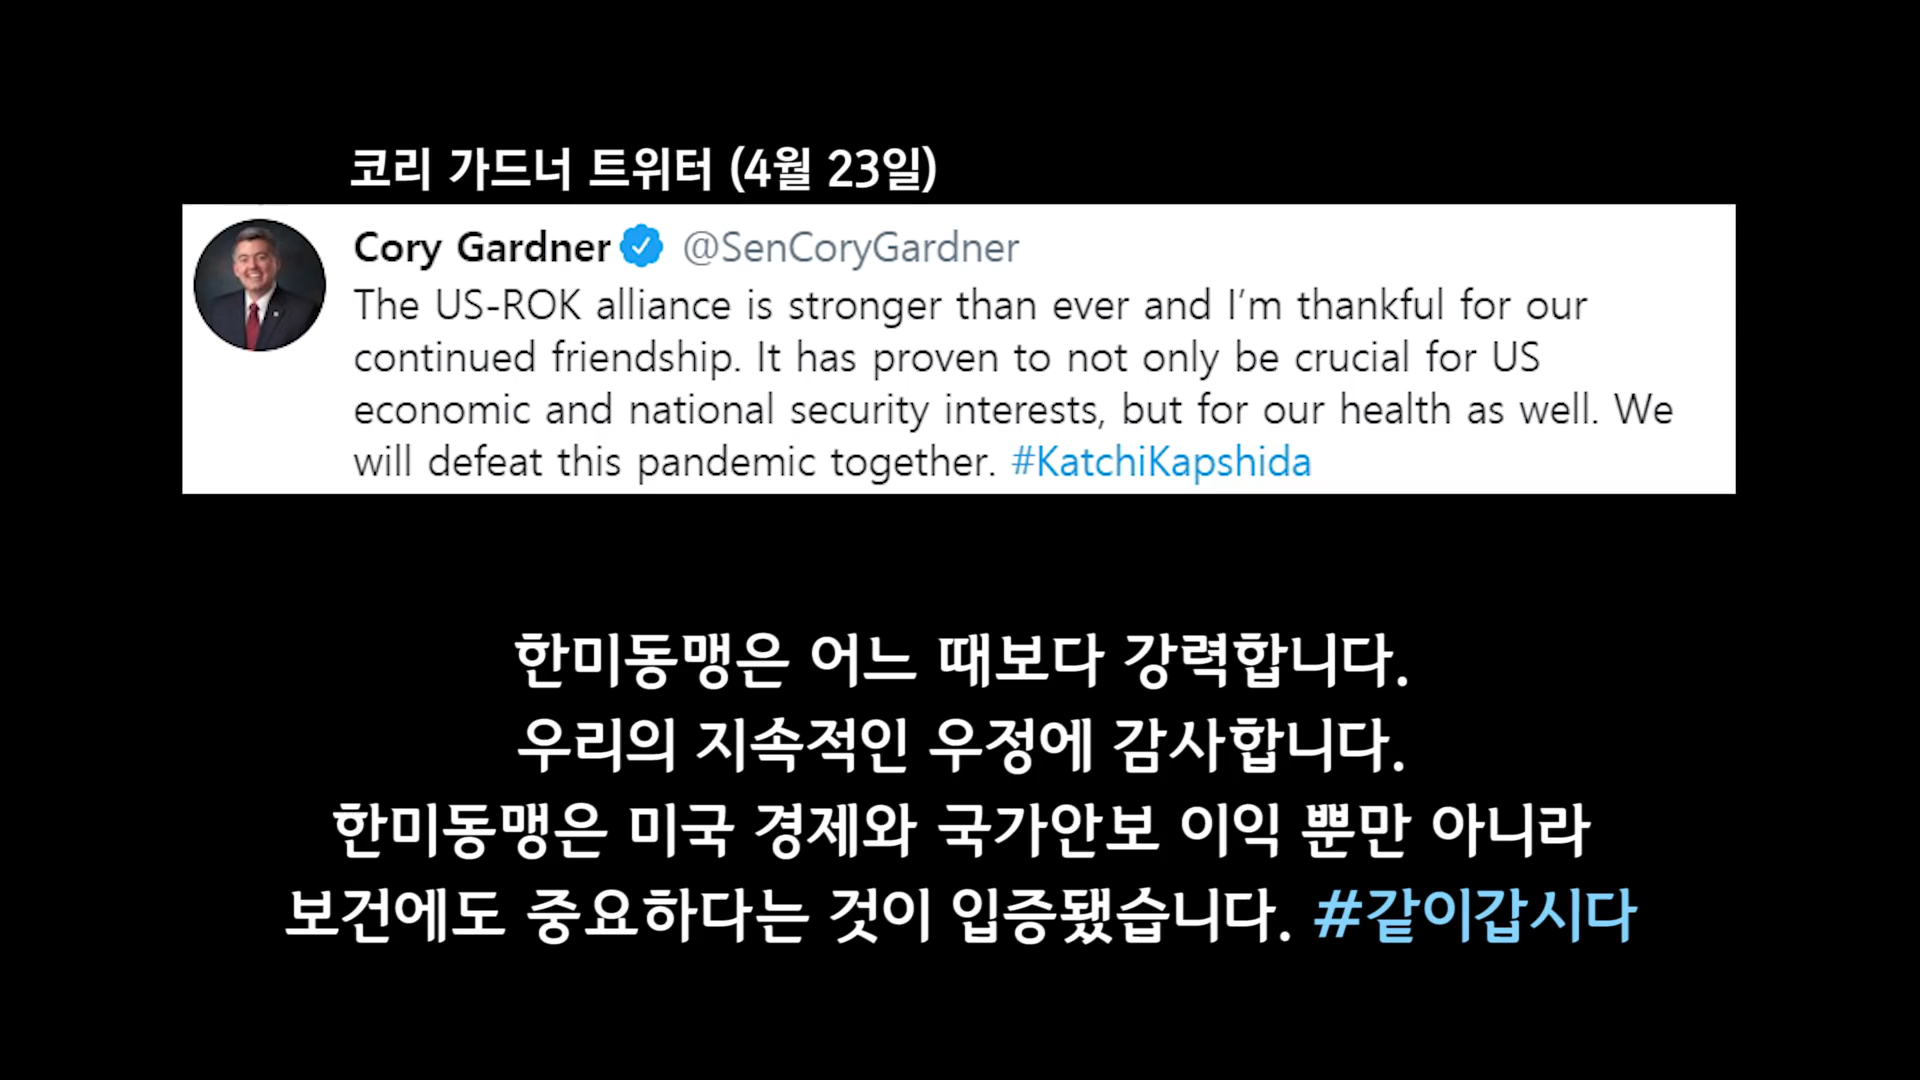 코리 가드너 트위터 (4월 23일)
Cory Gardner @SenCoryGardner
The US-ROK alliance is stronger than ever and I'm thankful for our
continued friendship. It has proven to not only be crucial for US
economic and national security interests, but for our health as well. We
will defeat this pandemic together. #KatchiKapshida
한미동맹은 어느 때보다 강력합니다.
우리의 지속적인 우정에 감사합니다.
한미동맹은 미국 경제와 국가안보 이익 뿐만 아니라
보건에도 중요하다는 것이 입증됐습니다. #같이갑시다